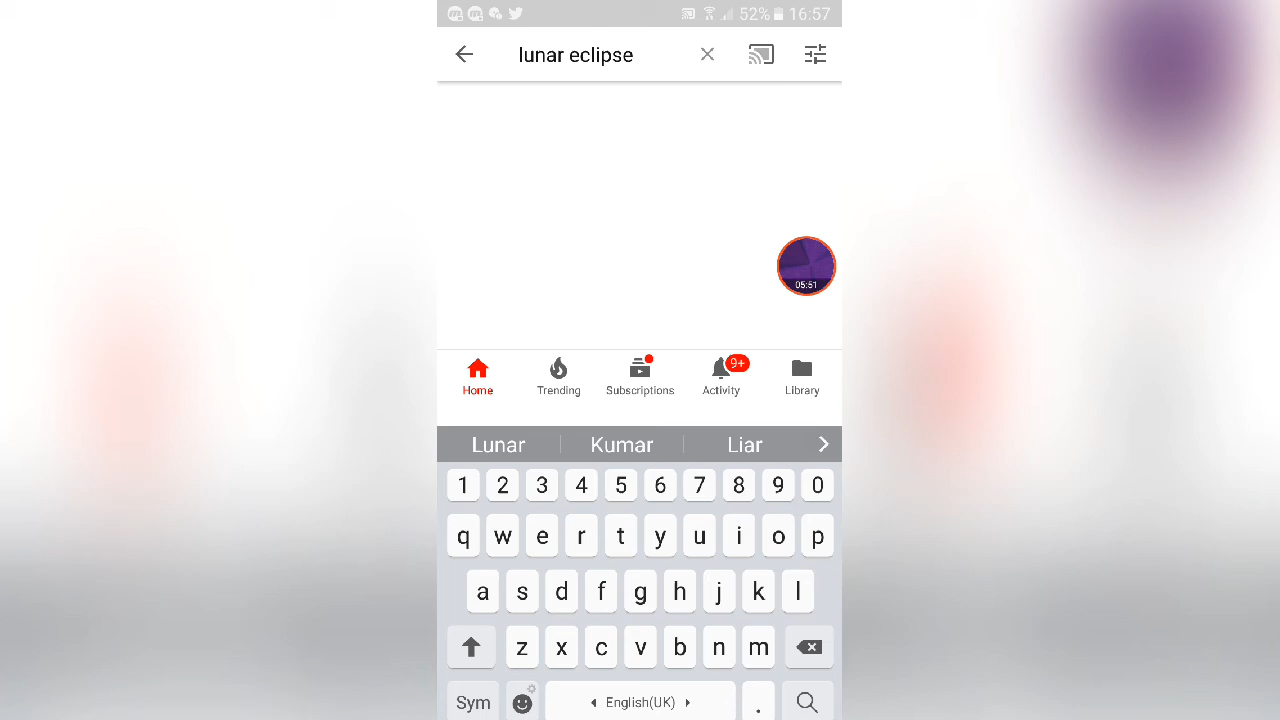 52% 16:57
lunar eclipse
05:51
9+
Home Trending Subscriptions Activity Library
Lunar Kumar Liar
1 2 3 4 5 6 7 8 9 0
q w e r t y u i o p
a s d f g h j k l
z x c v b n m
Sym English(UK) .